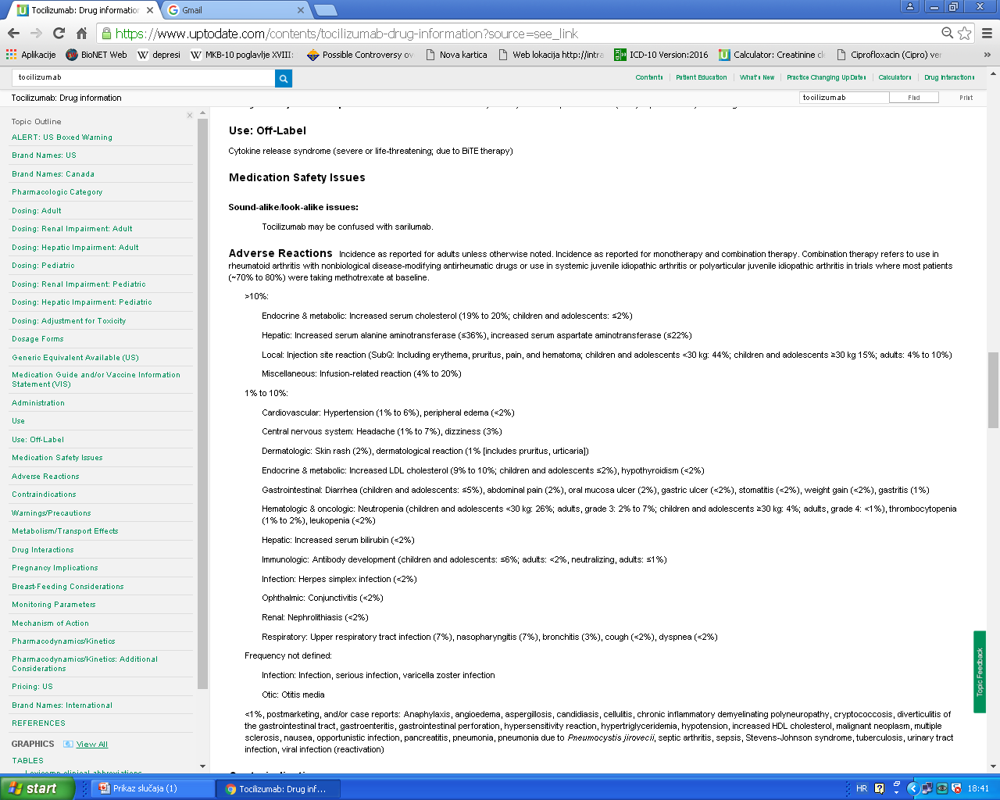 Tocilizumab: Drug information
Gmail
https://www.uptodate.com/contents/tocilizumab-drug-information?source=see_link
Aplikacije
BioNET Web
depresi
MKB-10 poglavlje XVIII:
Possible Controversy ov
Nova kartica
Web lokacija http://intra
ICD-10 Version:2016
Calculator: Creatinine cl
Ciprofloxacin (Cipro) ver
»
tocilizumab
Contents
Patient Education
What's New
Practice Changing UpDates
Calculators
Drug Interactions
Tocilizumab: Drug information
tocilizumab
Find
Print
Topic Outline
ALERT: US Boxed Warning
Brand Names: US
Brand Names: Canada
Pharmacologic Category
Dosing: Adult
Dosing: Renal Impairment: Adult
Dosing: Hepatic Impairment: Adult
Dosing: Pediatric
Dosing: Renal Impairment: Pediatric
Dosing: Hepatic Impairment: Pediatric
Dosing: Adjustment for Toxicity
Dosage Forms
Generic Equivalent Available (US)
Medication Guide and/or Vaccine Information
Statement (VIS)
Administration
Use
Use: Off-Label
Medication Safety Issues
Adverse Reactions
Contraindications
Warnings/Precautions
Metabolism/Transport Effects
Drug Interactions
Pregnancy Implications
Breast-Feeding Considerations
Monitoring Parameters
Mechanism of Action
Pharmacodynamics/Kinetics
Pharmacodynamics/Kinetics: Additional
Considerations
Pricing: US
Brand Names: International
REFERENCES
GRAPHICS View All
TABLES
Use: Off-Label
Cytokine release syndrome (severe or life-threatening; due to BiTE therapy)
Medication Safety Issues
Sound-alike/look-alike issues:
Tocilizumab may be confused with sarilumab.
Adverse Reactions Incidence as reported for adults unless otherwise noted. Incidence as reported for monotherapy and combination therapy. Combination therapy refers to use in
rheumatoid arthritis with nonbiological disease-modifying antirheumatic drugs or use in systemic juvenile idiopathic arthritis or polyarticular juvenile idiopathic arthritis in trials where most patients
(~70% to 80%) were taking methotrexate at baseline.
>10%:
Endocrine & metabolic: Increased serum cholesterol (19% to 20%; children and adolescents: ≤2%)
Hepatic: Increased serum alanine aminotransferase (≤36%), increased serum aspartate aminotransferase (≤22%)
Local: Injection site reaction (SubQ: Including erythema, pruritus, pain, and hematoma; children and adolescents <30 kg: 44%; children and adolescents ≥30 kg 15%; adults: 4% to 10%)
Miscellaneous: Infusion-related reaction (4% to 20%)
1% to 10%:
Cardiovascular: Hypertension (1% to 6%), peripheral edema (<2%)
Central nervous system: Headache (1% to 7%), dizziness (3%)
Dermatologic: Skin rash (2%), dermatological reaction (1% [includes pruritus, urticaria])
Endocrine & metabolic: Increased LDL cholesterol (9% to 10%; children and adolescents ≤2%), hypothyroidism (<2%)
Gastrointestinal: Diarrhea (children and adolescents: ≤5%), abdominal pain (2%), oral mucosa ulcer (2%), gastric ulcer (<2%), stomatitis (<2%), weight gain (<2%), gastritis (1%)
Hematologic & oncologic: Neutropenia (children and adolescents <30 kg: 26%; adults, grade 3: 2% to 7%; children and adolescents ≥30 kg: 4%; adults, grade 4: <1%), thrombocytopenia
(1% to 2%), leukopenia (<2%)
Hepatic: Increased serum bilirubin (<2%)
Immunologic: Antibody development (children and adolescents: ≤6%; adults: <2%, neutralizing, adults: ≤1%)
Infection: Herpes simplex infection (<2%)
Ophthalmic: Conjunctivitis (<2%)
Renal: Nephrolithiasis (<2%)
Respiratory: Upper respiratory tract infection (7%), nasopharyngitis (7%), bronchitis (3%), cough (<2%), dyspnea (<2%)
Frequency not defined:
Infection: Infection, serious infection, varicella zoster infection
Otic: Otitis media
<1%, postmarketing, and/or case reports: Anaphylaxis, angioedema, aspergillosis, candidiasis, cellulitis, chronic inflammatory demyelinating polyneuropathy, cryptococcosis, diverticulitis of
the gastrointestinal tract, gastroenteritis, gastrointestinal perforation, hypersensitivity reaction, hypertriglyceridemia, hypotension, increased HDL cholesterol, malignant neoplasm, multiple
sclerosis, nausea, opportunistic infection, pancreatitis, pneumonia, pneumonia due to Pneumocystis jirovecii, septic arthritis, sepsis, Stevens-Johnson syndrome, tuberculosis, urinary tract
infection, viral infection (reactivation)
Topic Feedback
start
Prikaz slučaja (1)
Tocilizumab: Drug inf...
HR
18:41